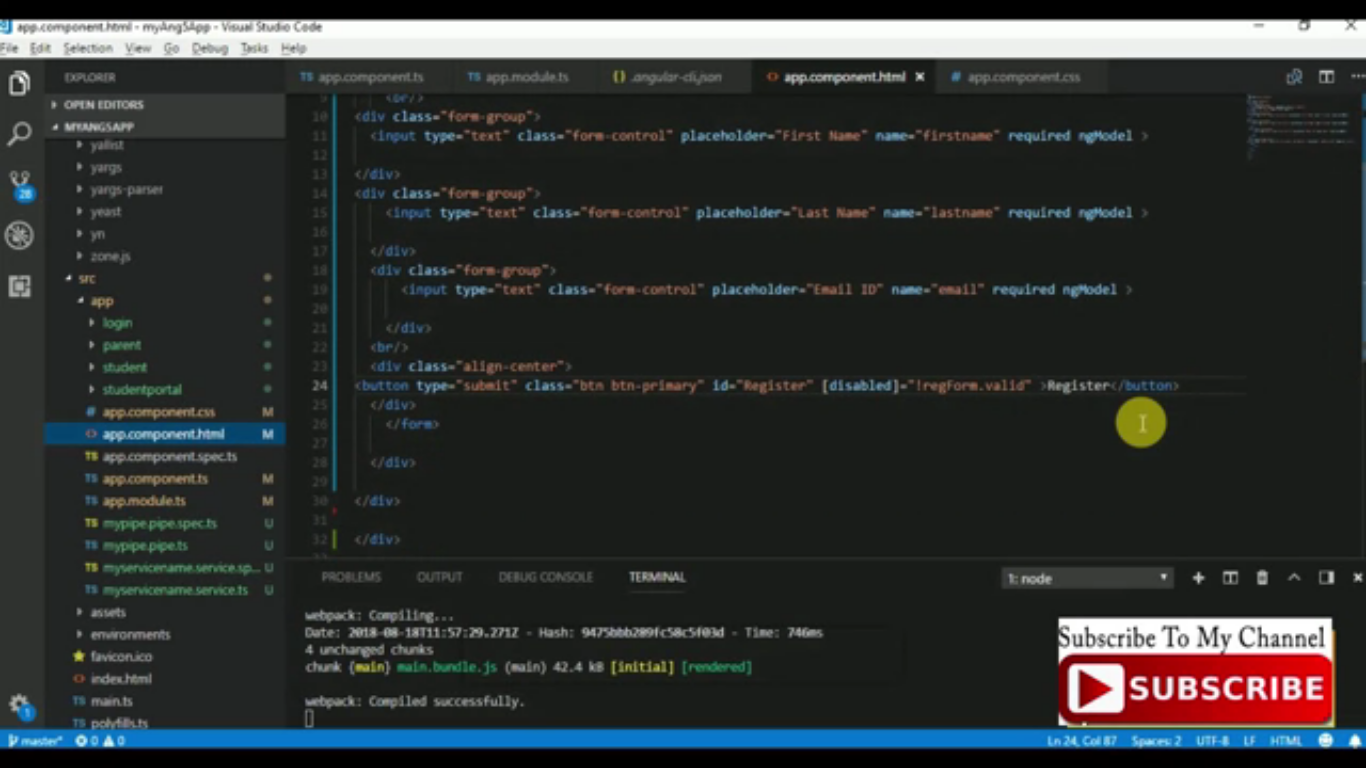 app.component.html - myAng5App - Visual Studio Code
File Edit Selection View Go Debug Tasks Help
EXPLORER
OPEN EDITORS
MYANG5APP
yallist
yargs
yargs-parser
yeast
yn
zone.js
src
app
login
parent
student
studentportal
# app.component.css M
<> app.component.html M
TS app.component.spec.ts
TS app.component.ts M
TS app.module.ts M
TS mypipe.pipe.spec.ts U
TS mypipe.pipe.ts U
TS myservicename.service.sp... U
TS myservicename.service.ts U
assets
environments
favicon.ico
<> index.html
TS main.ts
TS polyfills.ts
28
1
TS app.component.ts TS app.module.ts {} .angular-cli.json <> app.component.html × # app.component.css
9 <br/>
10 <div class="form-group">
11 <input type="text" class="form-control" placeholder="First Name" name="firstname" required ngModel >
12
13 </div>
14 <div class="form-group">
15 <input type="text" class="form-control" placeholder="Last Name" name="lastname" required ngModel >
16
17 </div>
18 <div class="form-group">
19 <input type="text" class="form-control" placeholder="Email ID" name="email" required ngModel >
20
21 </div>
22 <br/>
23 <div class="align-center">
24 <button type="submit" class="btn btn-primary" id="Register" [disabled]="!regForm.valid" >Register</button>
25 </div>
26 </form>
27
28 </div>
29
30 </div>
31
32 </div>
PROBLEMS OUTPUT DEBUG CONSOLE TERMINAL 1: node
webpack: Compiling...
Date: 2018-08-18T11:57:29.271Z - Hash: 9475bbb289fc58c5f03d - Time: 746ms
4 unchanged chunks
chunk {main} main.bundle.js (main) 42.4 kB [initial] [rendered]
webpack: Compiled successfully.
Subscribe To My Channel
SUBSCRIBE
master* 0 0 Ln 24, Col 87 Spaces: 2 UTF-8 LF HTML